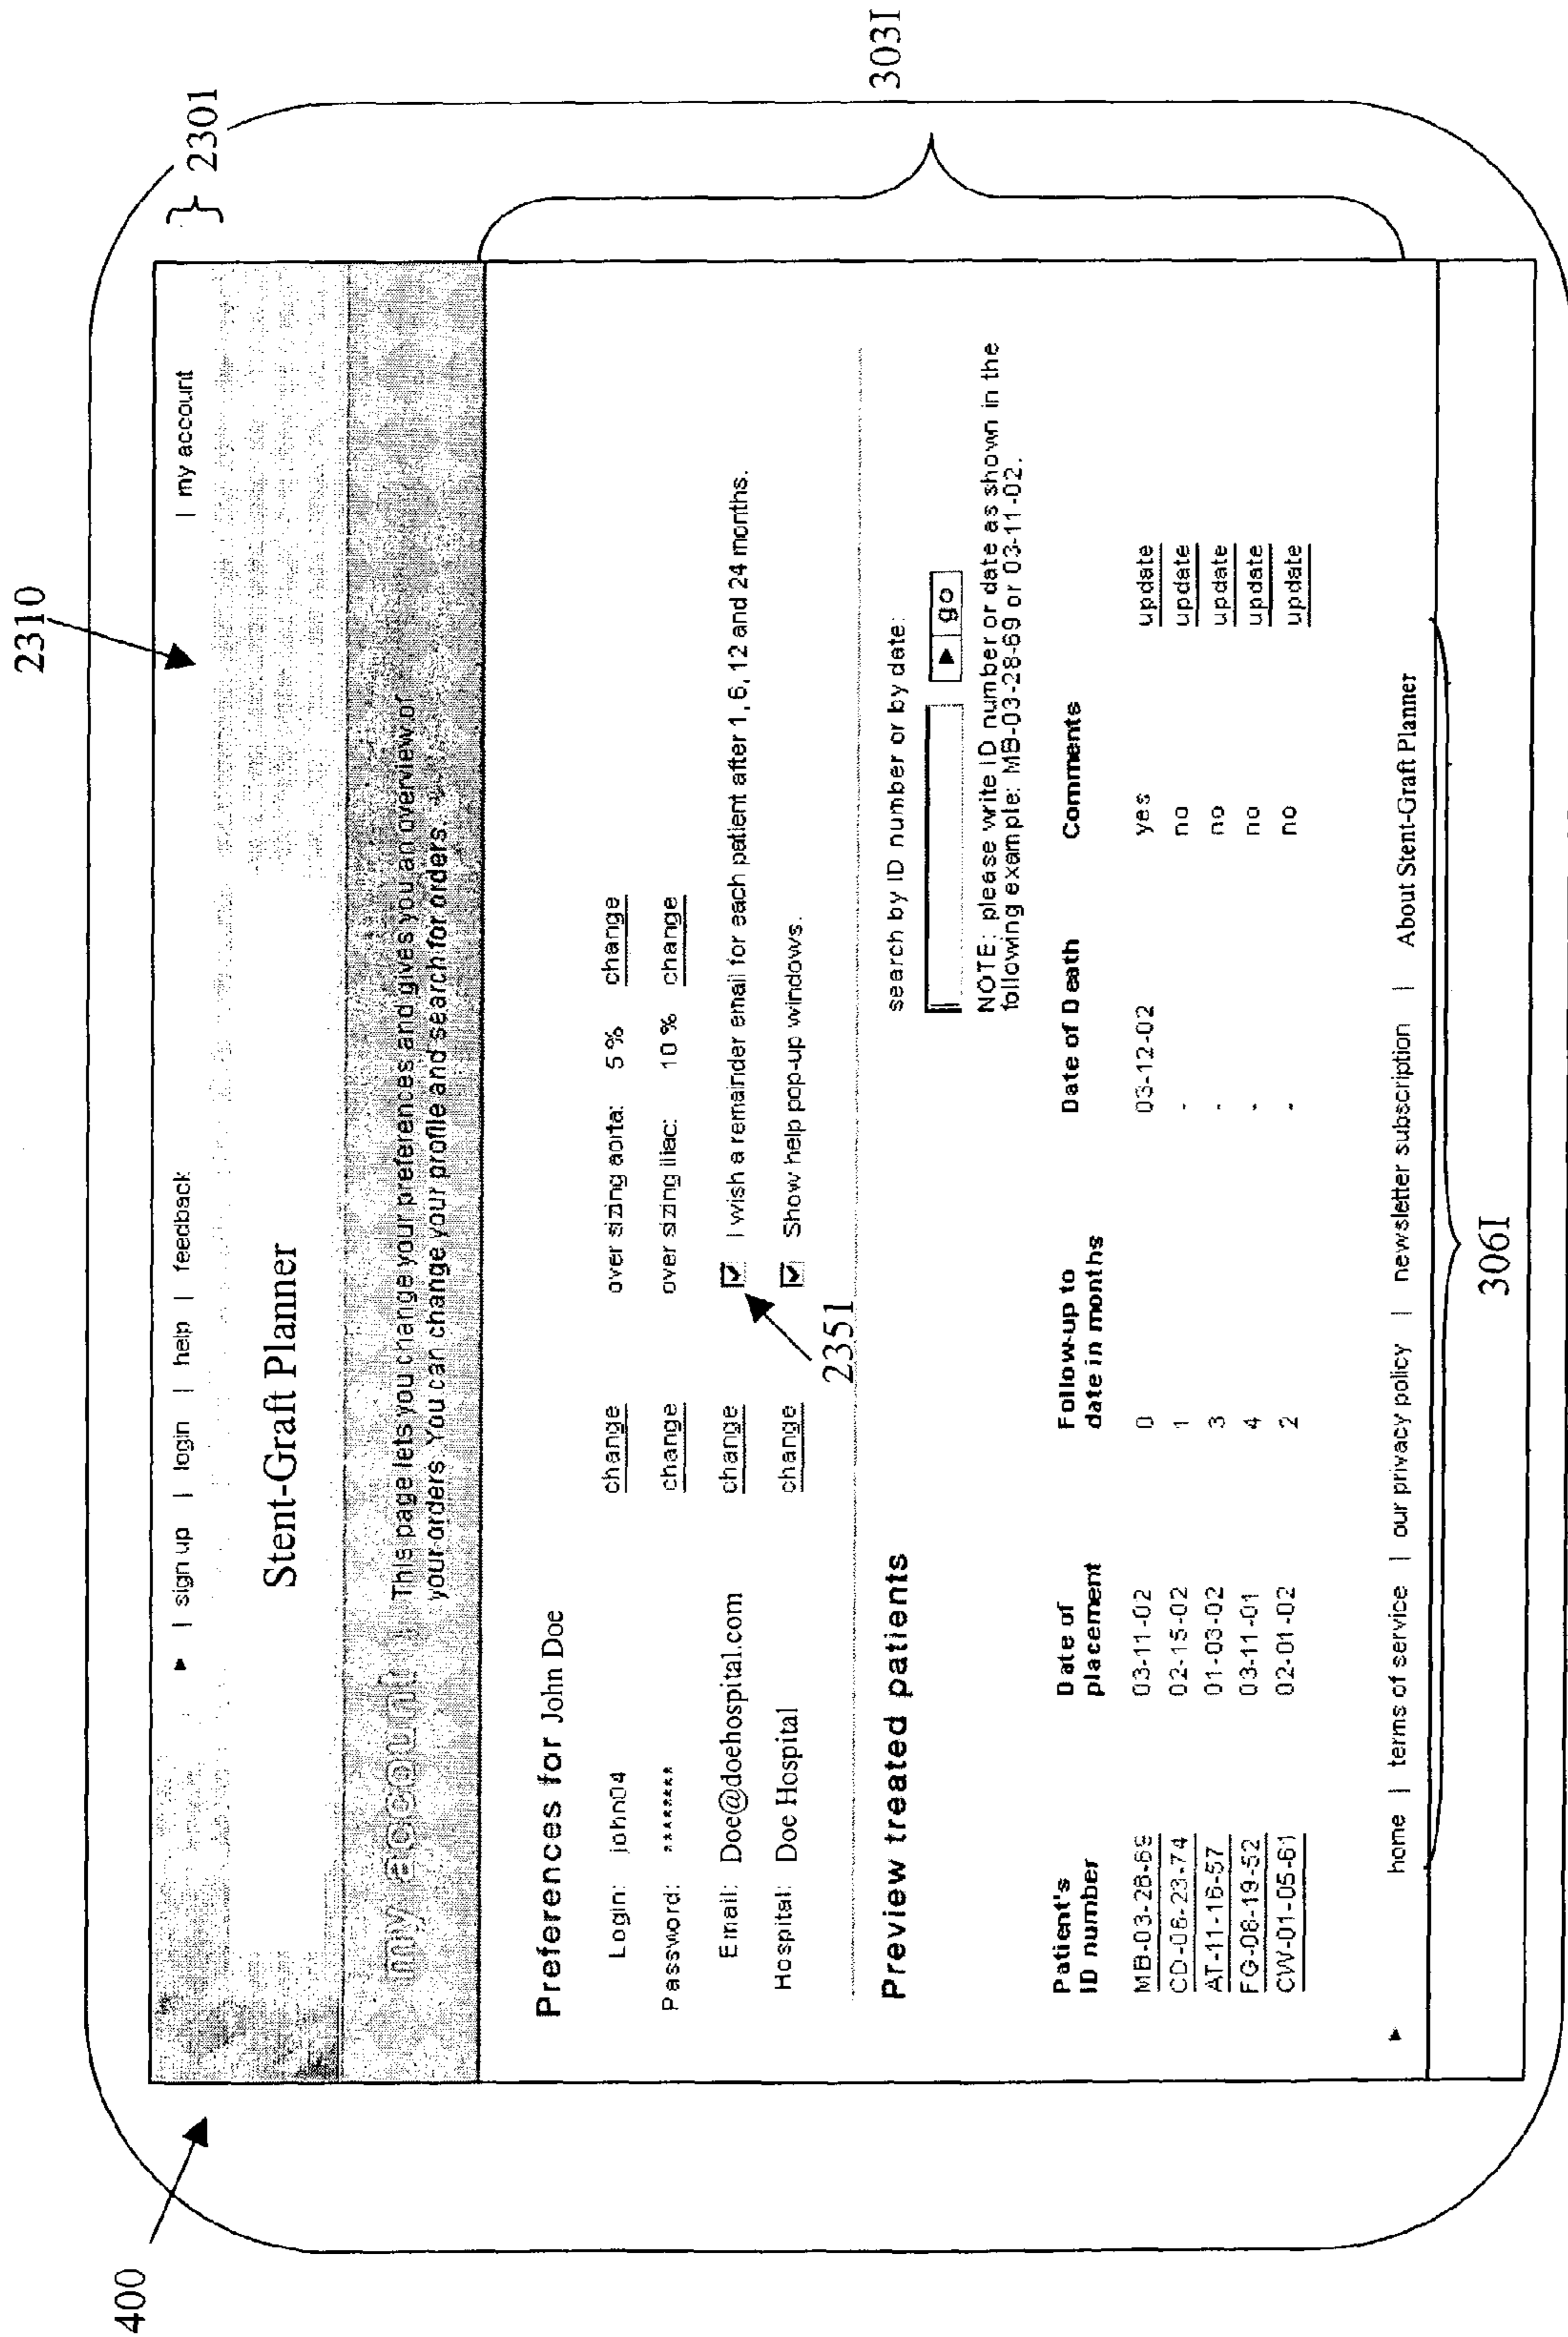 400
2310
2301
▸ | sign up | login | help | feedback | my account
Stent-Graft Planner
my account This page lets you change your preferences and gives you an overview of
your orders. You can change your profile and search for orders.
303I
Preferences for John Doe
Login: john04 change over sizing aorta: 5 % change
Password: ******** change over sizing iliac: 10 % change
Email: Doe@doehospital.com change I wish a remainder email for each patient after 1, 6, 12 and 24 months.
Hospital: Doe Hospital change Show help pop-up windows.
2351
Preview treated patients search by ID number or by date:
▸ go
NOTE: please write ID number or date as shown in the
following example: MB-03-28-69 or 03-11-02.
Patient's Date of Follow-up to Date of Death Comments
ID number placement date in months
MB-03-28-69 03-11-02 0 03-12-02 yes update
CD-06-23-74 02-15-02 1 - no update
AT-11-16-57 01-03-02 3 - no update
FG-08-19-52 03-11-01 4 - no update
CW-01-05-61 02-01-02 2 - no update
▸ home | terms of service | our privacy policy | newsletter subscription | About Stent-Graft Planner
306I